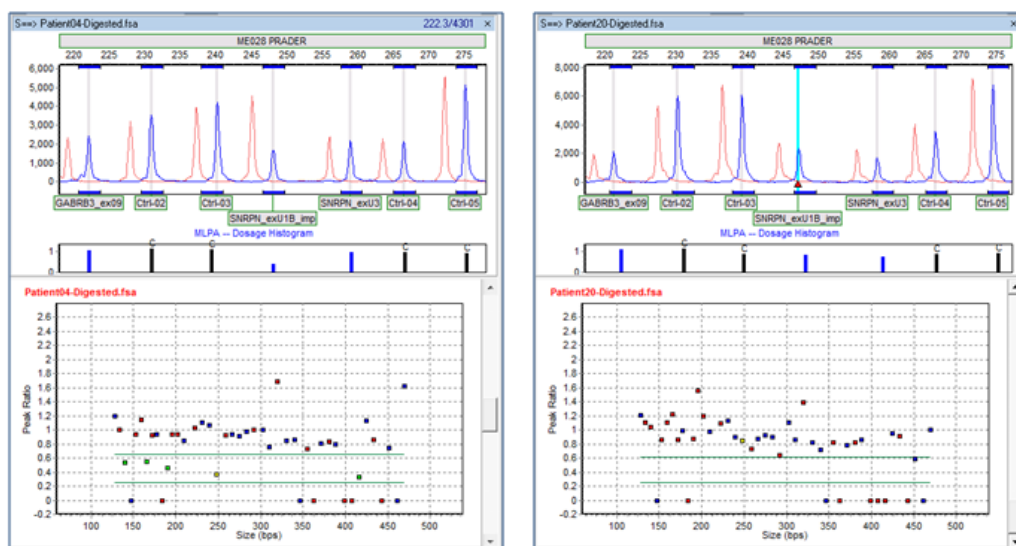 S==> Patient04-Digested.fsa 222.3/4301 ×
ME028 PRADER
220 225 230 235 240 245 250 255 260 265 270 275
6,000
5,000
4,000
3,000
2,000
1,000
0
GABRB3_ex09 Ctrl-02 Ctrl-03 SNRPN_exU3 Ctrl-04 Ctrl-05
SNRPN_exU1B_imp
MLPA -- Dosage Histogram
C C C C
1
0
Patient04-Digested.fsa
2.6
2.4
2.2
2
1.8
1.6
1.4
1.2
1
0.8
0.6
0.4
0.2
0
-0.2
Peak Ratio
100 150 200 250 300 350 400 450 500
Size (bps)
S==> Patient20-Digested.fsa ×
ME028 PRADER
220 225 230 235 240 245 250 255 260 265 270 275
8,000
6,000
4,000
2,000
0
GABRB3_ex09 Ctrl-02 Ctrl-03 SNRPN_exU3 Ctrl-04 Ctrl-05
SNRPN_exU1B_imp
MLPA -- Dosage Histogram
C C C C
1
0
Patient20-Digested.fsa
2.6
2.4
2.2
2
1.8
1.6
1.4
1.2
1
0.8
0.6
0.4
0.2
0
-0.2
Peak Ratio
100 150 200 250 300 350 400 450 500
Size (bps)